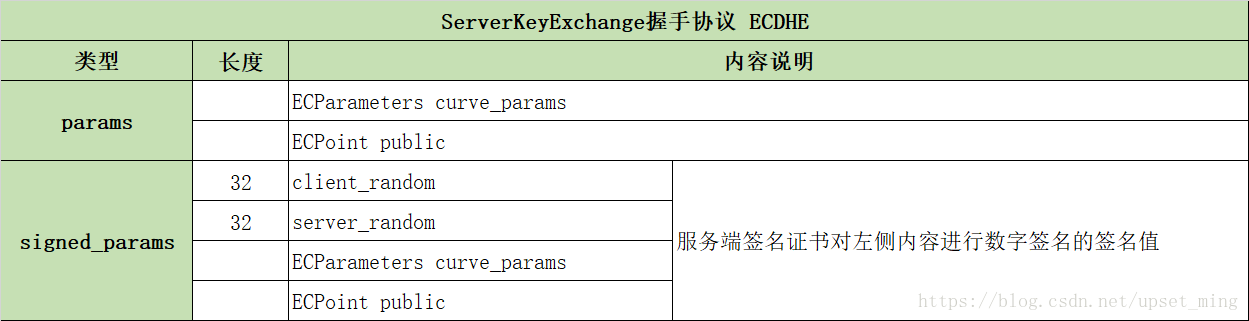 ServerKeyExchange握手协议 ECDHE
类型 长度 内容说明
params
ECParameters curve_params
ECPoint public
signed_params
32 client_random
32 server_random
ECParameters curve_params
ECPoint public
服务端签名证书对左侧内容进行数字签名的签名值
https://blog.csdn.net/upset_ming